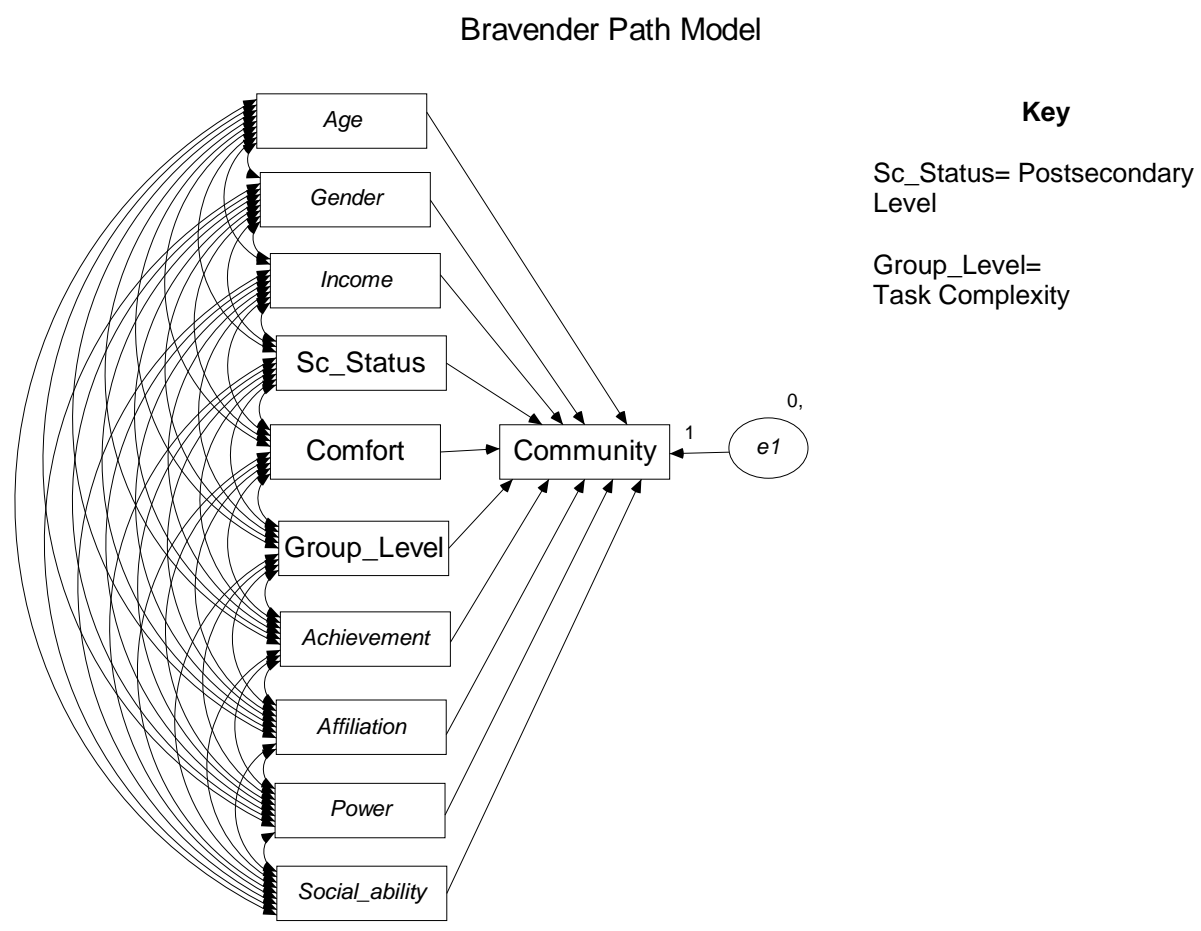 Bravender Path Model
Age
Key
Sc_Status= Postsecondary
Level
Gender
Group_Level=
Task Complexity
Income
Sc_Status
0,
1
Comfort
Community
e1
Group_Level
Achievement
Affiliation
Power
Social_ability